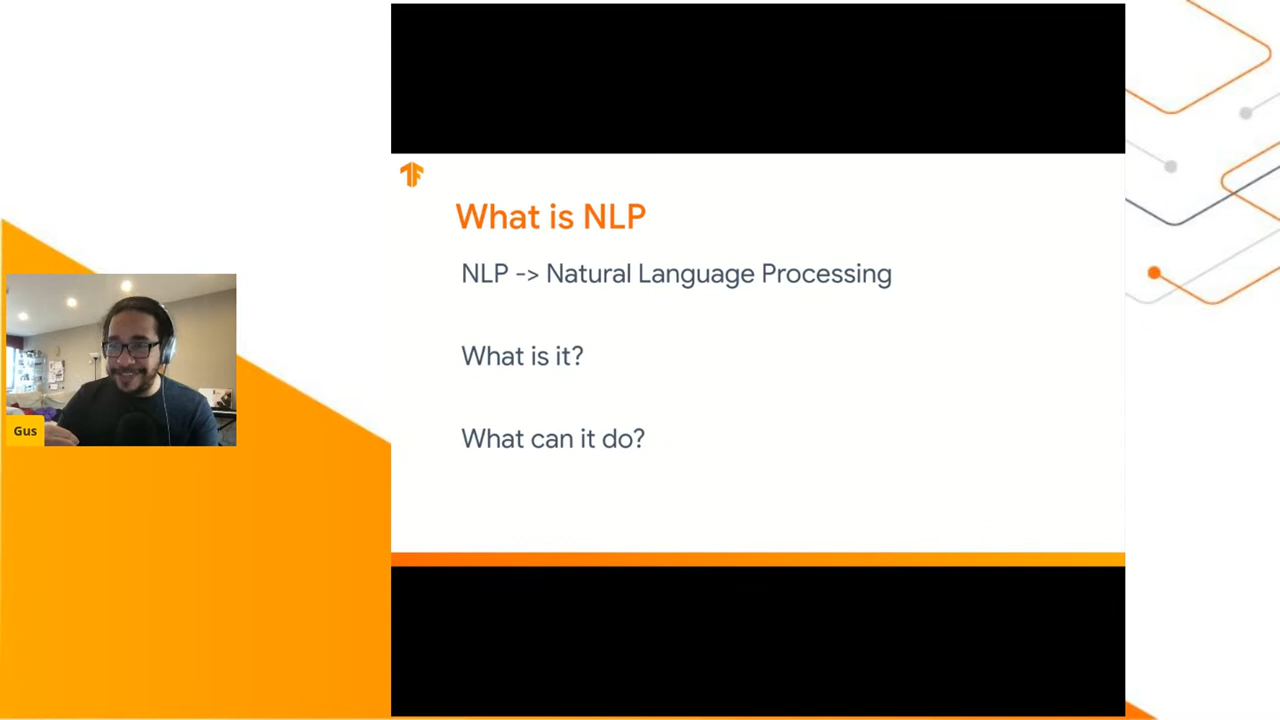 What is NLP
NLP -> Natural Language Processing
What is it?
What can it do?
Gus